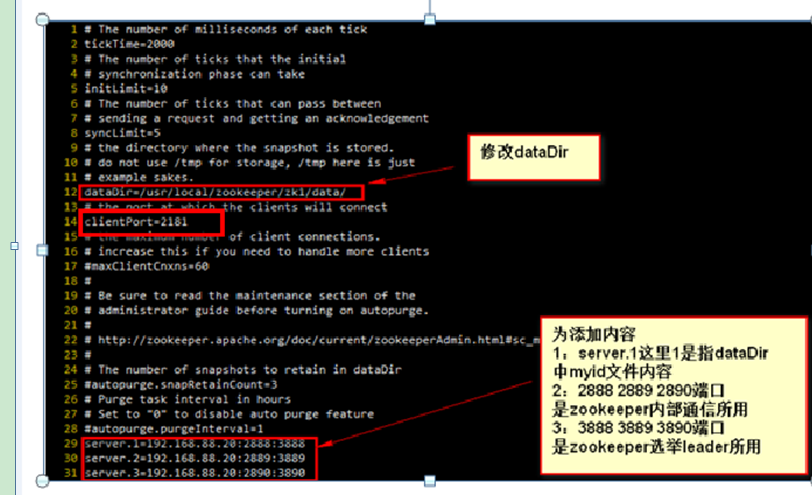 1 # The number of milliseconds of each tick
2 tickTime=2000
3 # The number of ticks that the initial
4 # synchronization phase can take
5 initLimit=10
6 # The number of ticks that can pass between
7 # sending a request and getting an acknowledgement
8 syncLimit=5
9 # the directory where the snapshot is stored.
10 # do not use /tmp for storage, /tmp here is just
11 # example sakes.
12 dataDir=/usr/local/zookeeper/zk1/data/
13 # the port at which the clients will connect
14 clientPort=2181
15 # the maximum number of client connections.
16 # increase this if you need to handle more clients
17 #maxClientCnxns=60
18 #
19 # Be sure to read the maintenance section of the
20 # administrator guide before turning on autopurge.
21 #
22 # http://zookeeper.apache.org/doc/current/zookeeperAdmin.html#sc_m
23 #
24 # The number of snapshots to retain in dataDir
25 #autopurge.snapRetainCount=3
26 # Purge task interval in hours
27 # Set to "0" to disable auto purge feature
28 #autopurge.purgeInterval=1
29 server.1=192.168.88.20:2888:3888
30 server.2=192.168.88.20:2889:3889
31 server.3=192.168.88.20:2890:3890
修改dataDir
为添加内容
1：server.1这里1是指dataDir
中myid文件内容
2：2888 2889 2890端口
是zookeeper内部通信所用
3：3888 3889 3890端口
是zookeeper选举leader所用